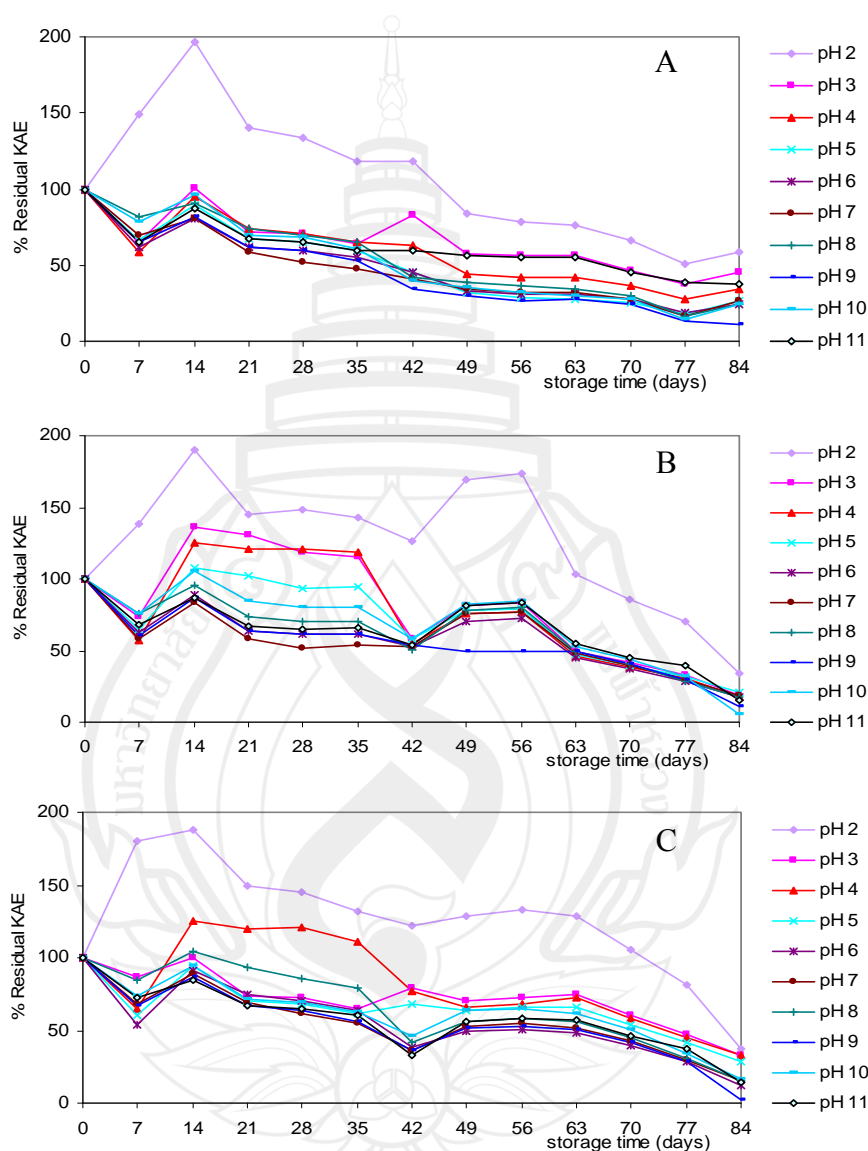 A
% Residual KAE
200
150
100
50
0
0 7 14 21 28 35 42 49 56 63 70 77 84
storage time (days)
pH 2
pH 3
pH 4
pH 5
pH 6
pH 7
pH 8
pH 9
pH 10
pH 11
B
% Residual KAE
200
150
100
50
0
0 7 14 21 28 35 42 49 56 63 70 77 84
storage time (days)
pH 2
pH 3
pH 4
pH 5
pH 6
pH 7
pH 8
pH 9
pH 10
pH 11
C
% Residual KAE
200
150
100
50
0
0 7 14 21 28 35 42 49 56 63 70 77 84
storage time (days)
pH 2
pH 3
pH 4
pH 5
pH 6
pH 7
pH 8
pH 9
pH 10
pH 11